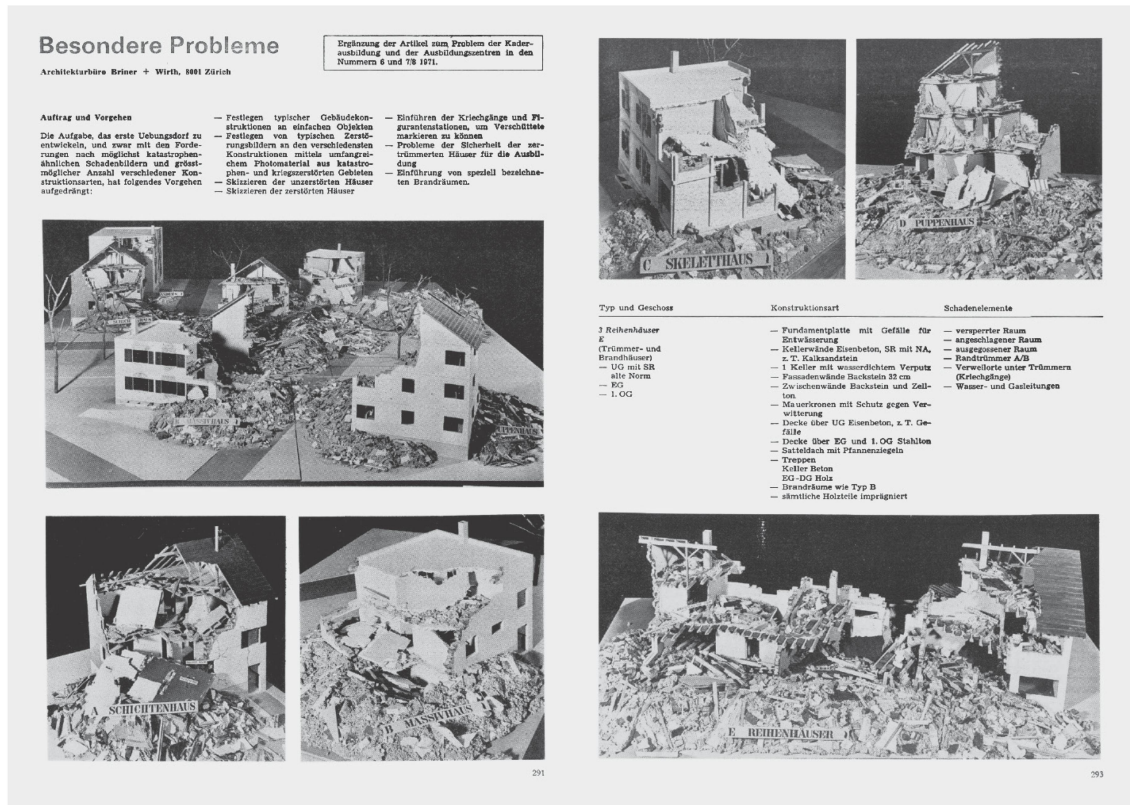 Besondere Probleme
Architekturbüro Briner + Wirth, 8001 Zürich
Ergänzung der Artikel zum Problem der Kader-
ausbildung und der Ausbildungszentren in den
Nummern 6 und 7/8 1971.
Auftrag und Vorgehen
Die Aufgabe, das erste Uebungsdorf zu
entwickeln, und zwar mit den Forde-
rungen nach möglichst katastrophen-
ähnlichen Schadenbildern und grösst-
möglicher Anzahl verschiedener Kon-
struktionsarten, hat folgendes Vorgehen
aufgedrängt:
— Festlegen typischer Gebäudekon-
struktionen an einfachen Objekten
— Festlegen von typischen Zerstö-
rungsbildern an den verschiedensten
Konstruktionen mittels umfangrei-
chem Photomaterial aus katastro-
phen- und kriegszerstörten Gebieten
— Skizzieren der unzerstörten Häuser
— Skizzieren der zerstörten Häuser
— Einführen der Kriechgänge und Fi-
gurantenstationen, um Verschüttete
markieren zu können
— Probleme der Sicherheit der zer-
trümmerten Häuser für die Ausbil-
dung
— Einführung von speziell bezeichne-
ten Brandräumen.
B MASSIVHAUS
A SCHICHTENHAUS
B MASSIVHAUS
291
C SKELETTHAUS
D PUPPENHAUS
Typ und Geschoss
3 Reihenhäuser
E
(Trümmer- und
Brandhäuser)
— UG mit SR
alte Norm
— EG
— 1. OG
Konstruktionsart
— Fundamentplatte mit Gefälle für
Entwässerung
— Kellerwände Eisenbeton, SR mit NA,
z. T. Kalksandstein
— 1 Keller mit wasserdichtem Verputz
— Fassadenwände Backstein 32 cm
— Zwischenwände Backstein und Zell-
ton
— Mauerkronen mit Schutz gegen Ver-
witterung
— Decke über UG Eisenbeton, z. T. Ge-
fälle
— Decke über EG und 1. OG Stahlton
— Satteldach mit Pfannenziegeln
— Treppen
Keller Beton
EG-DG Holz
— Brandräume wie Typ B
— sämtliche Holzteile imprägniert
Schadenelemente
— versperrter Raum
— angeschlagener Raum
— ausgegossener Raum
— Randtrümmer A/B
— Verweilorte unter Trümmern
(Kriechgänge)
— Wasser- und Gasleitungen
E REIHENHÄUSER
293